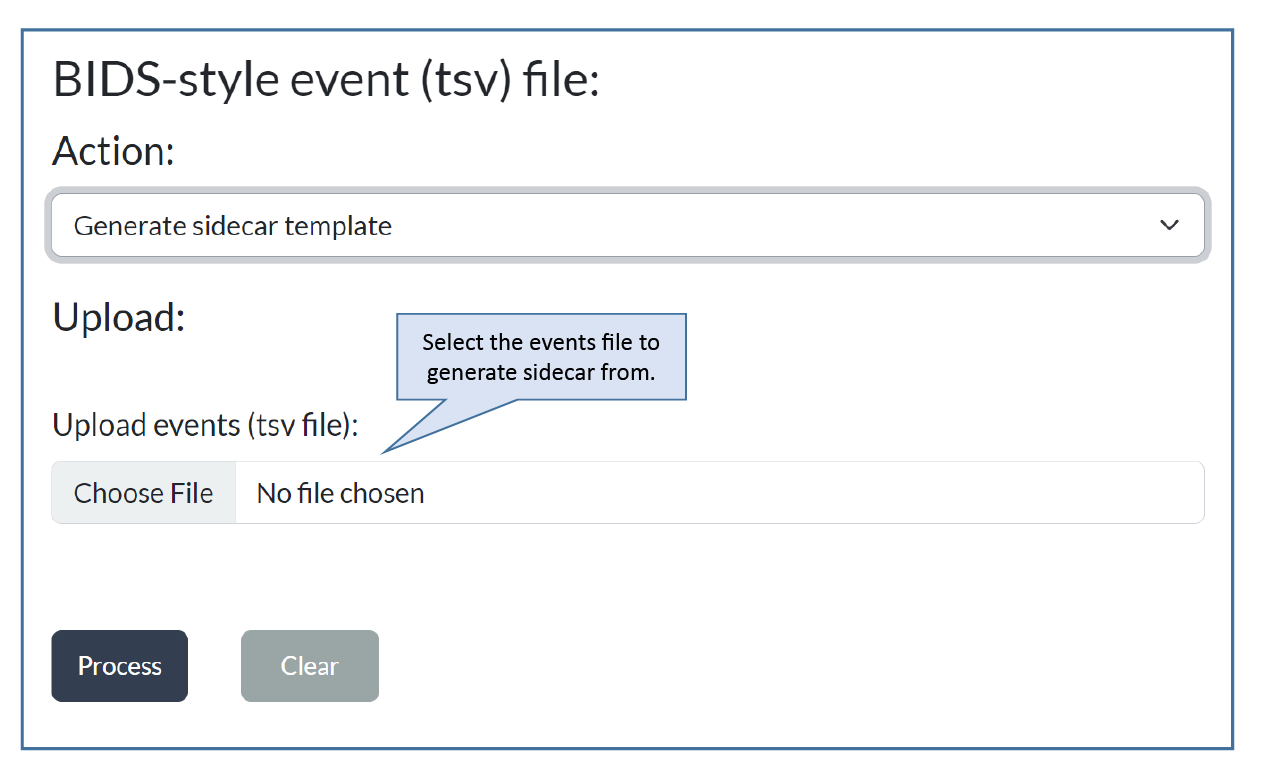 BIDS-style event (tsv) file:
Action:
Generate sidecar template
Upload:
Select the events file to
generate sidecar from.
Upload events (tsv file):
Choose File No file chosen
Process Clear